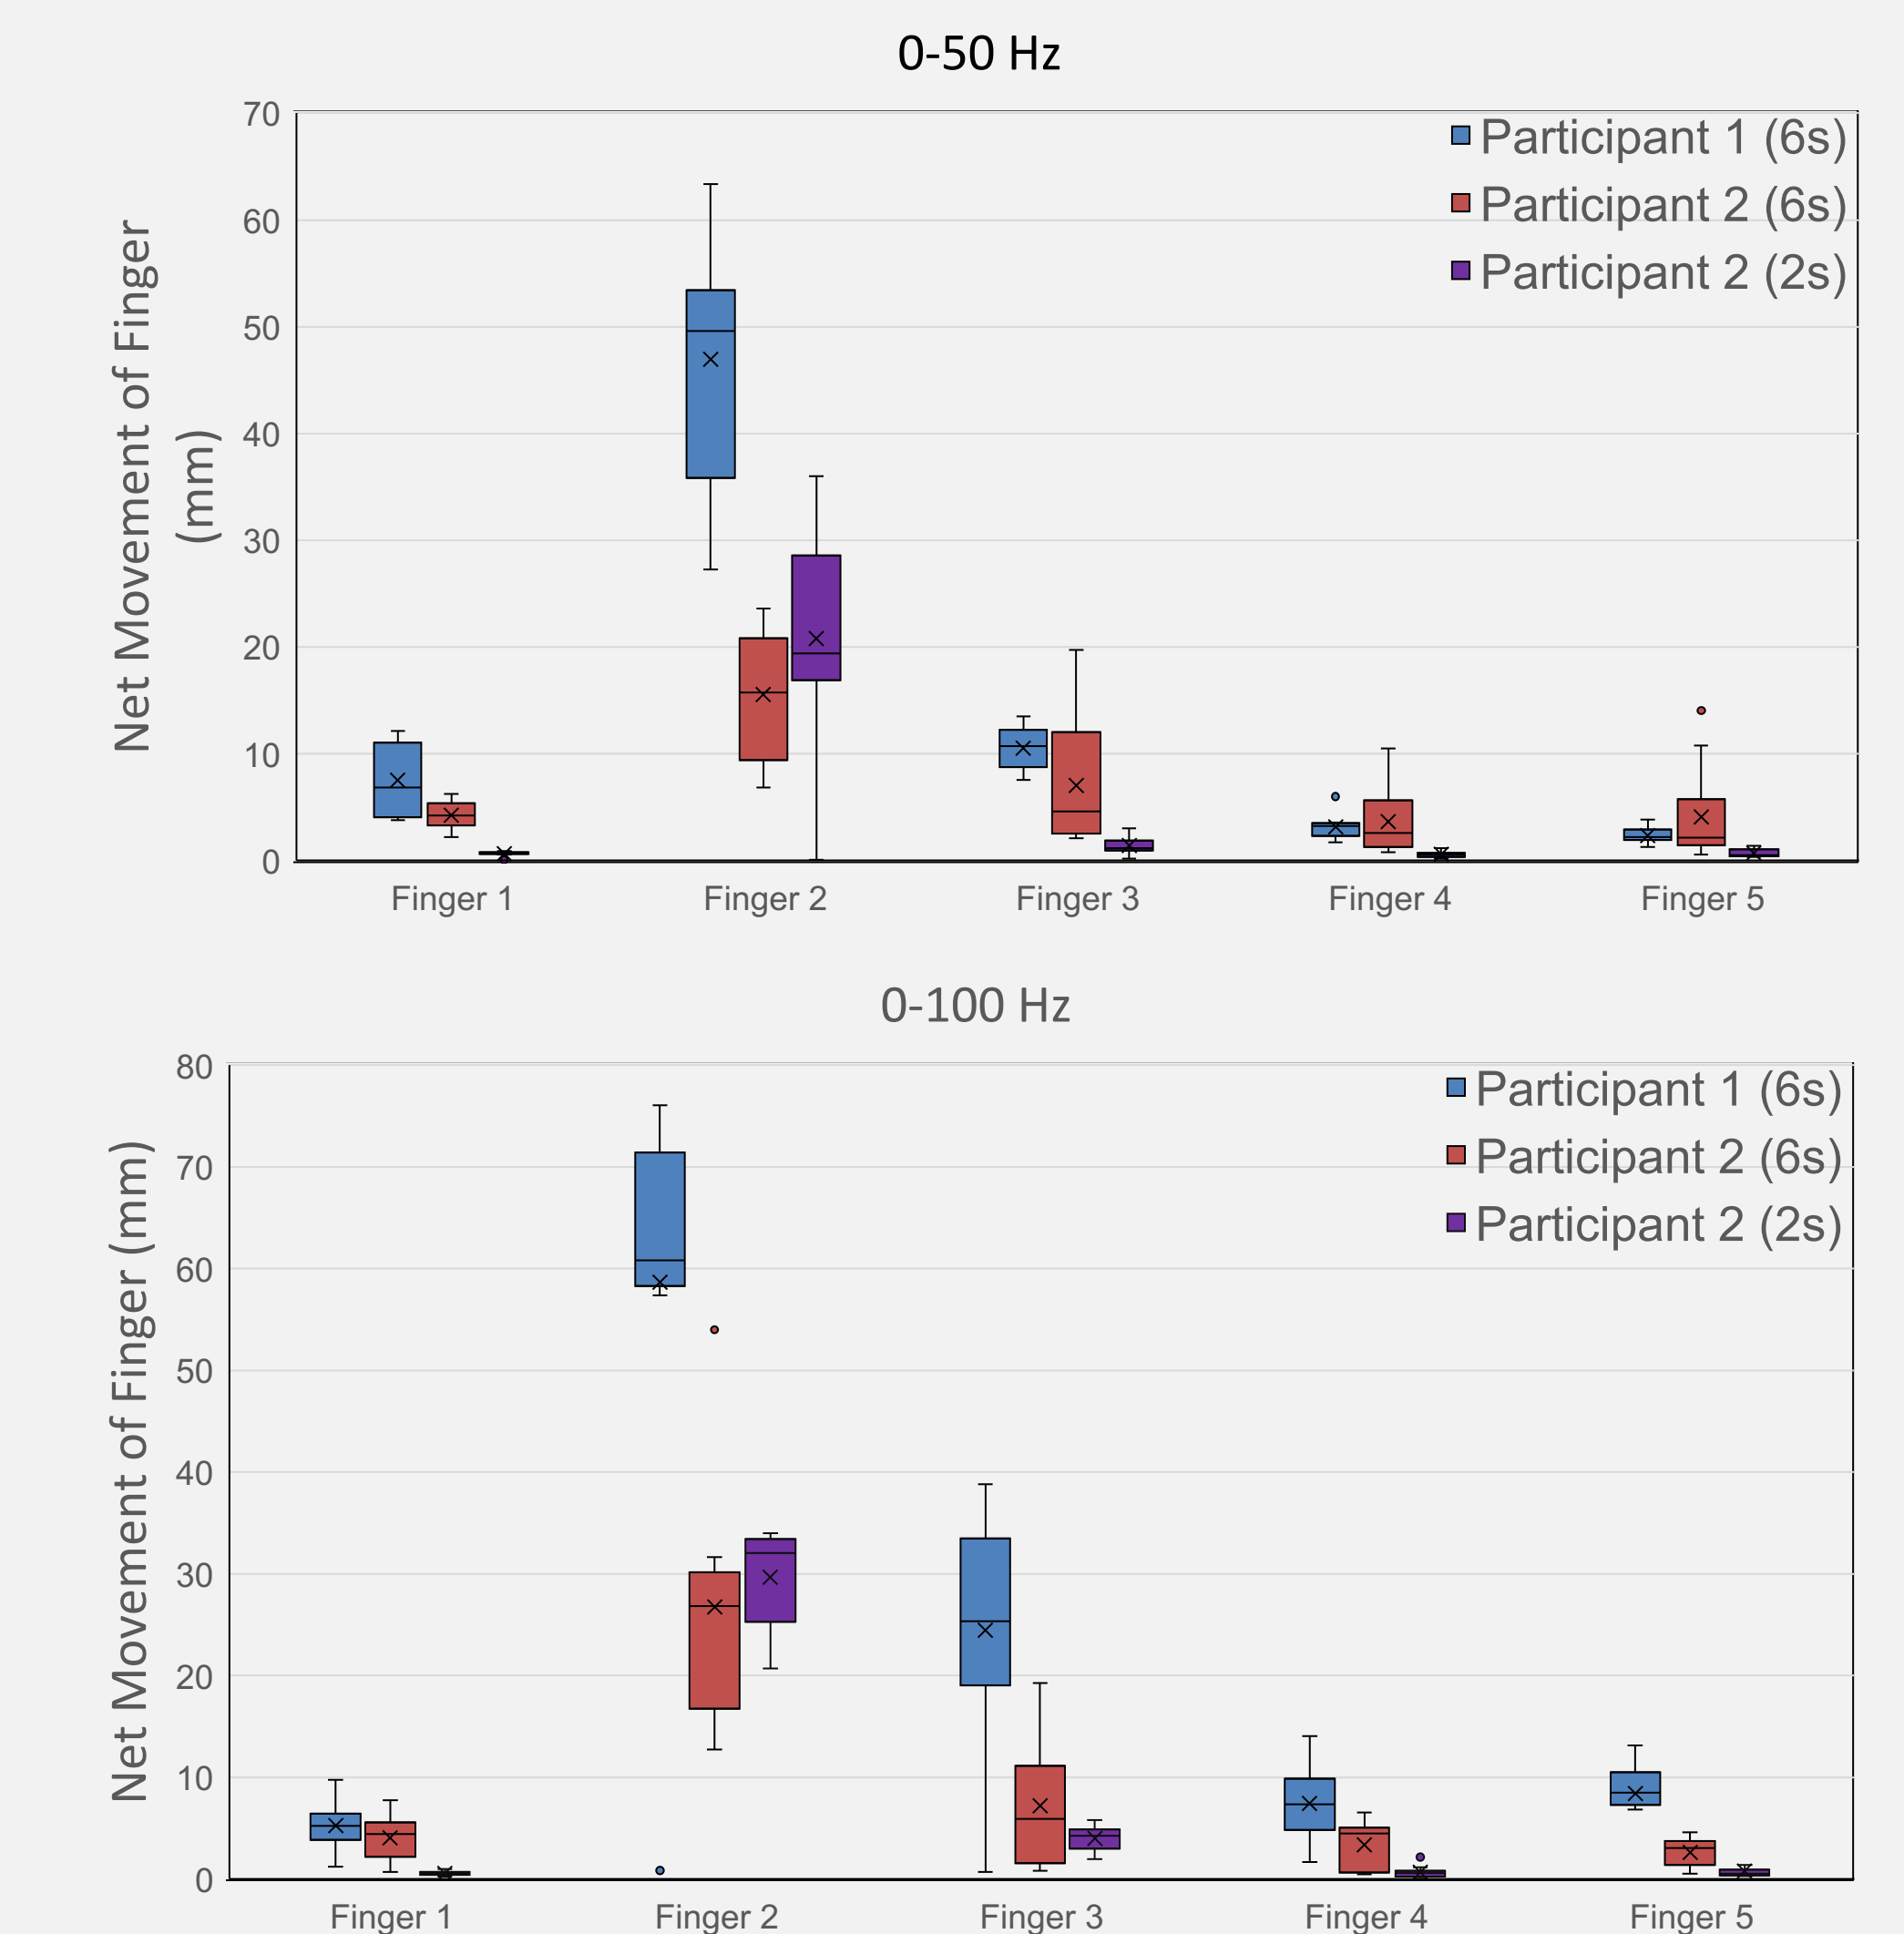 0-50 Hz
Net Movement of Finger
(mm)
70
60
50
40
30
20
10
0
Participant 1 (6s)
Participant 2 (6s)
Participant 2 (2s)
Finger 1
Finger 2
Finger 3
Finger 4
Finger 5
0-100 Hz
Net Movement of Finger (mm)
80
70
60
50
40
30
20
10
0
Participant 1 (6s)
Participant 2 (6s)
Participant 2 (2s)
Finger 1
Finger 2
Finger 3
Finger 4
Finger 5